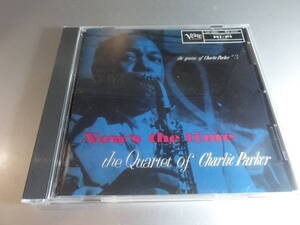 Verve
HI-FI
the genius of Charlie Parker #3
Now's the time
the Quartet of Charlie Parker